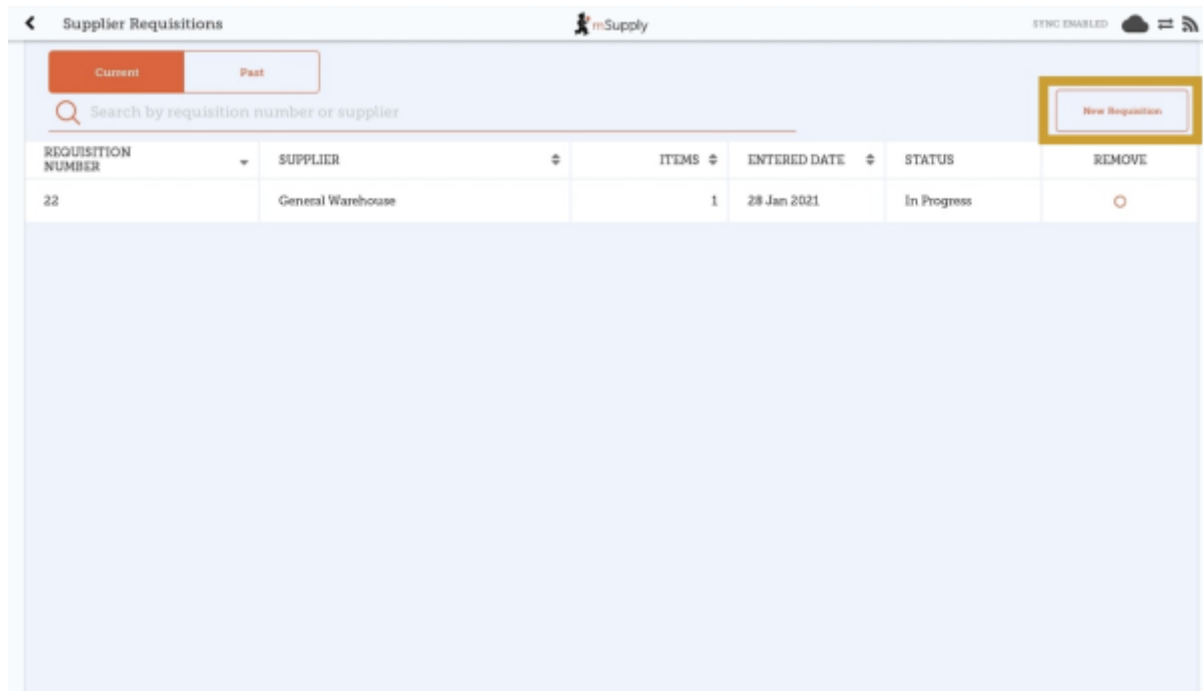 Supplier Requisitions
mSupply
SYNC ENABLED
Current
Past
Search by requisition number or supplier
New Requisition
REQUISITION
NUMBER
SUPPLIER
ITEMS
ENTERED DATE
STATUS
REMOVE
22
General Warehouse
1
28 Jan 2021
In Progress